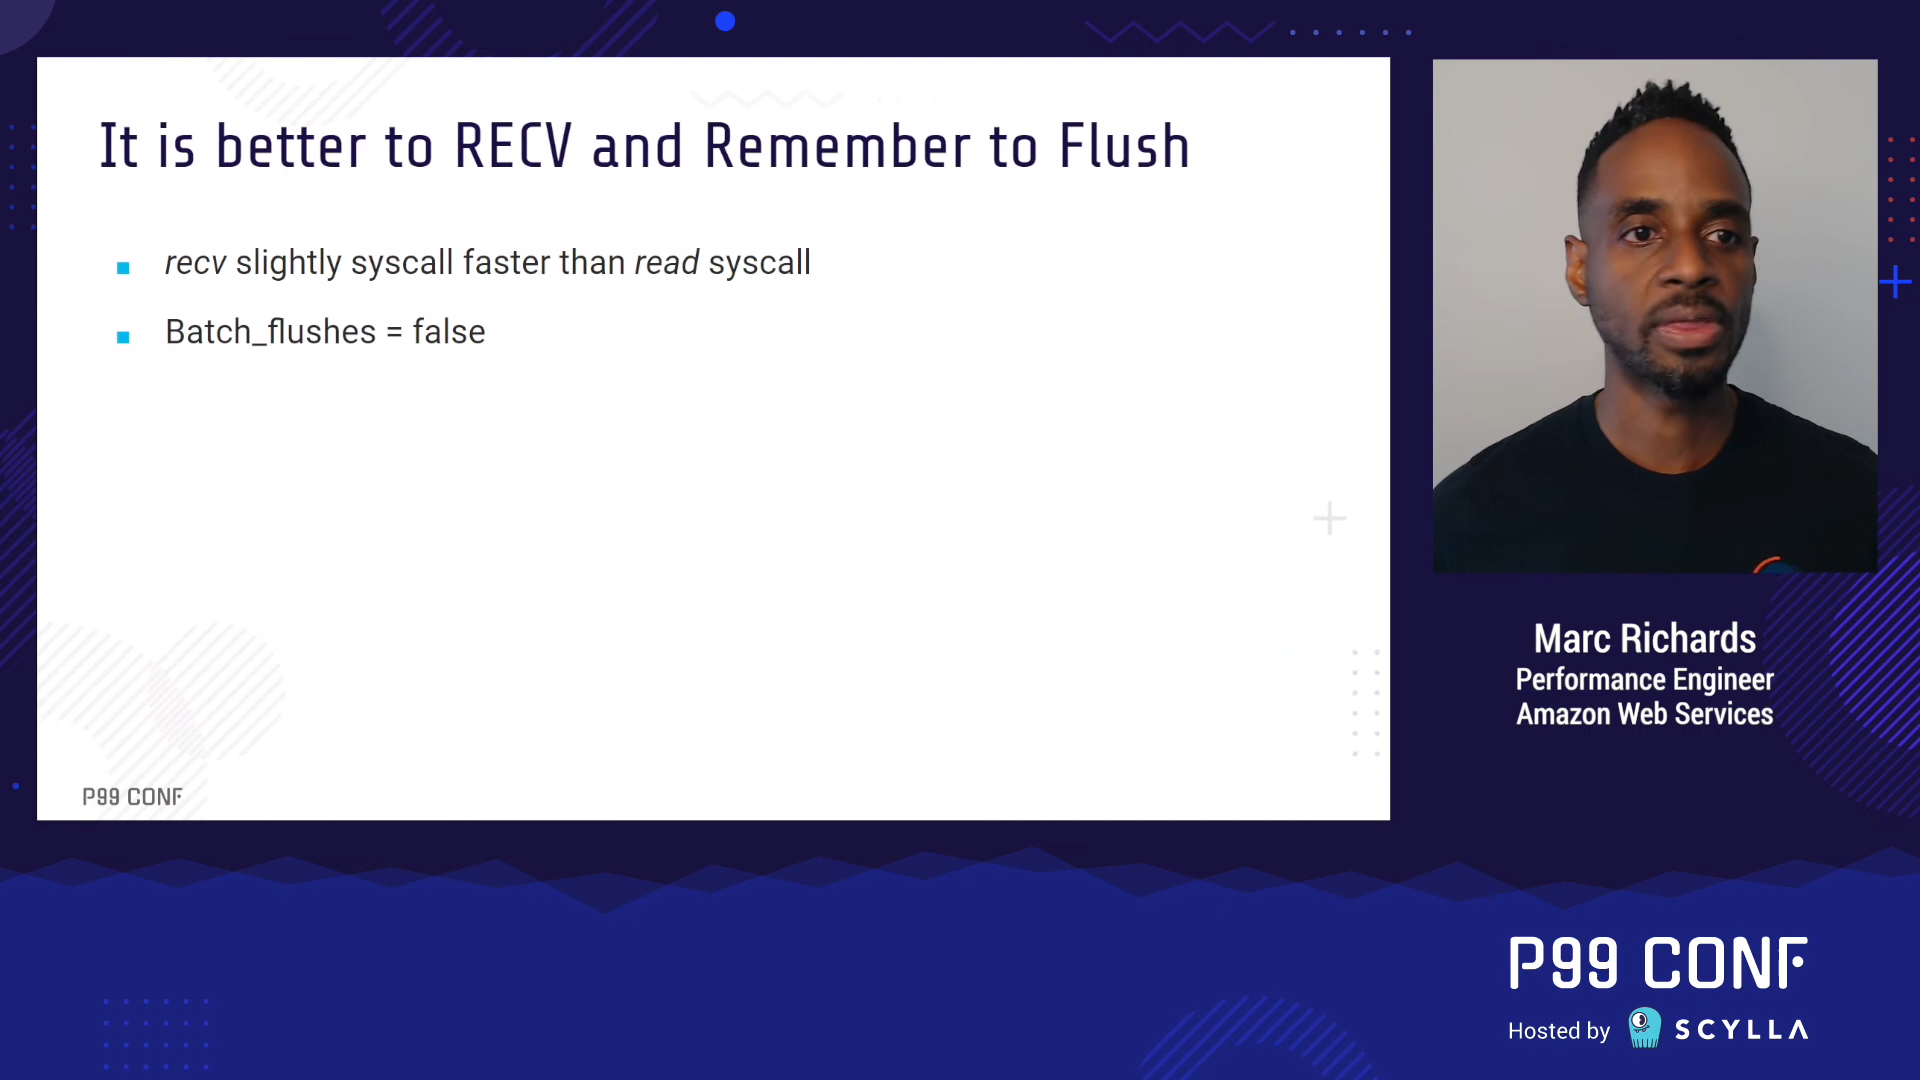 It is better to RECV and Remember to Flush
recv slightly syscall faster than read syscall
Batch_flushes = false
P99 CONF
Marc Richards
Performance Engineer
Amazon Web Services
P99 CONF
Hosted by SCYLLA